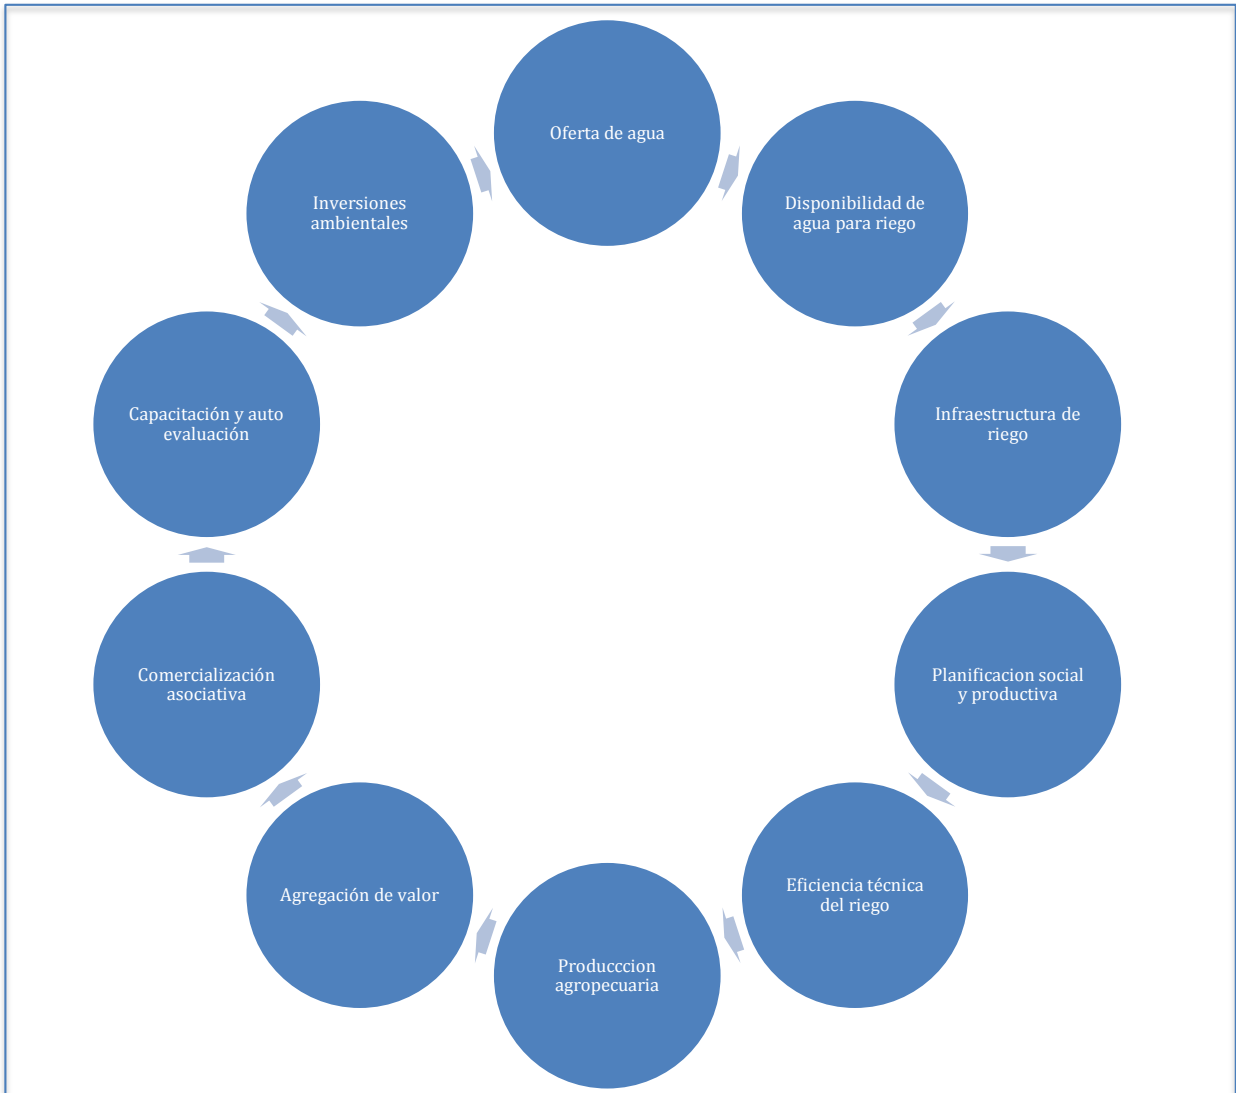 Oferta de agua
Disponibilidad de
agua para riego
Infraestructura de
riego
Planificacion social
y productiva
Eficiencia técnica
del riego
Producccion
agropecuaria
Agregación de valor
Comercialización
asociativa
Capacitación y auto
evaluación
Inversiones
ambientales